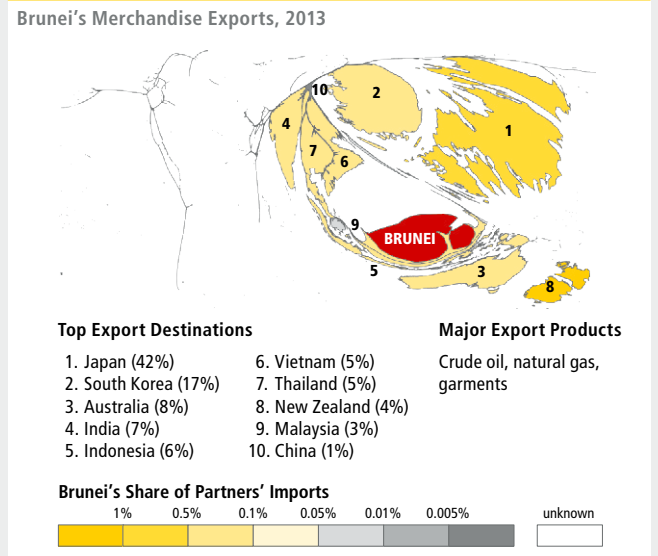 Brunei's Merchandise Exports, 2013
10
2
4
1
7
6
9
BRUNEI
5
3
8
Top Export Destinations
1. Japan (42%)
2. South Korea (17%)
3. Australia (8%)
4. India (7%)
5. Indonesia (6%)
6. Vietnam (5%)
7. Thailand (5%)
8. New Zealand (4%)
9. Malaysia (3%)
10. China (1%)
Major Export Products
Crude oil, natural gas,
garments
Brunei's Share of Partners' Imports
1% 0.5% 0.1% 0.05% 0.01% 0.005% unknown